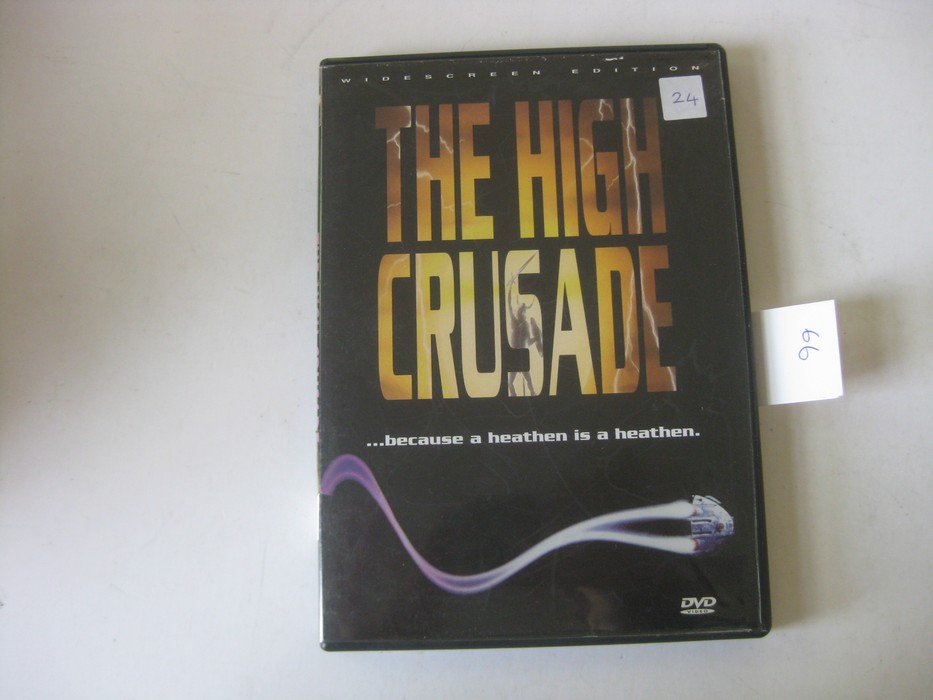 WIDESCREEN EDITION
24
THE HIGH
CRUSADE
99
...because a heathen is a heathen.
DVD
VIDEO